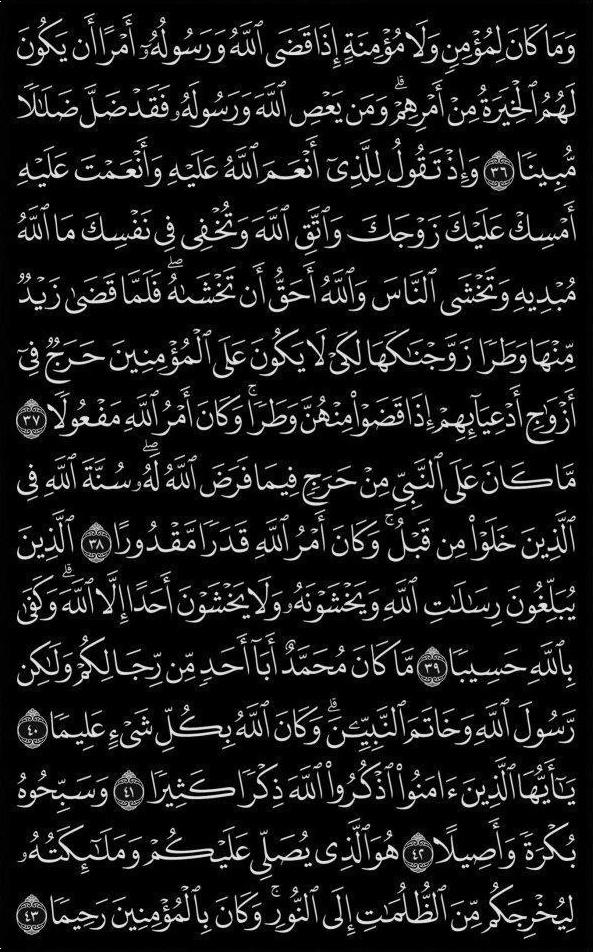 وَمَا كَانَ لِمُؤْمِنٍ وَلَا مُؤْمِنَةٍ إِذَا قَضَى ٱللَّهُ وَرَسُولُهُۥٓ أَمْرًا أَن يَكُونَ
لَهُمُ ٱلْخِيَرَةُ مِنْ أَمْرِهِمْ ۗ وَمَن يَعْصِ ٱللَّهَ وَرَسُولَهُۥ فَقَدْ ضَلَّ ضَلَٰلًا
مُّبِينًا ٣٦ وَإِذْ تَقُولُ لِلَّذِىٓ أَنْعَمَ ٱللَّهُ عَلَيْهِ وَأَنْعَمْتَ عَلَيْهِ
أَمْسِكْ عَلَيْكَ زَوْجَكَ وَٱتَّقِ ٱللَّهَ وَتُخْفِى فِى نَفْسِكَ مَا ٱللَّهُ
مُبْدِيهِ وَتَخْشَى ٱلنَّاسَ وَٱللَّهُ أَحَقُّ أَن تَخْشَىٰهُ ۖ فَلَمَّا قَضَىٰ زَيْدٌ
مِّنْهَا وَطَرًا زَوَّجْنَٰكَهَا لِكَىْ لَا يَكُونَ عَلَى ٱلْمُؤْمِنِينَ حَرَجٌ فِىٓ
أَزْوَٰجِ أَدْعِيَآئِهِمْ إِذَا قَضَوْا۟ مِنْهُنَّ وَطَرًا ۚ وَكَانَ أَمْرُ ٱللَّهِ مَفْعُولًا ٣٧
مَّا كَانَ عَلَى ٱلنَّبِىِّ مِنْ حَرَجٍ فِيمَا فَرَضَ ٱللَّهُ لَهُۥ ۖ سُنَّةَ ٱللَّهِ فِى
ٱلَّذِينَ خَلَوْا۟ مِن قَبْلُ ۚ وَكَانَ أَمْرُ ٱللَّهِ قَدَرًا مَّقْدُورًا ٣٨ ٱلَّذِينَ
يُبَلِّغُونَ رِسَٰلَٰتِ ٱللَّهِ وَيَخْشَوْنَهُۥ وَلَا يَخْشَوْنَ أَحَدًا إِلَّا ٱللَّهَ ۗ وَكَفَىٰ
بِٱللَّهِ حَسِيبًا ٣٩ مَّا كَانَ مُحَمَّدٌ أَبَآ أَحَدٍ مِّن رِّجَالِكُمْ وَلَٰكِن
رَّسُولَ ٱللَّهِ وَخَاتَمَ ٱلنَّبِيِّۦنَ ۗ وَكَانَ ٱللَّهُ بِكُلِّ شَىْءٍ عَلِيمًا ٤٠
يَٰٓأَيُّهَا ٱلَّذِينَ ءَامَنُوا۟ ٱذْكُرُوا۟ ٱللَّهَ ذِكْرًا كَثِيرًا ٤١ وَسَبِّحُوهُ
بُكْرَةً وَأَصِيلًا ٤٢ هُوَ ٱلَّذِى يُصَلِّى عَلَيْكُمْ وَمَلَٰٓئِكَتُهُۥ
لِيُخْرِجَكُم مِّنَ ٱلظُّلُمَٰتِ إِلَى ٱلنُّورِ ۚ وَكَانَ بِٱلْمُؤْمِنِينَ رَحِيمًا ٤٣